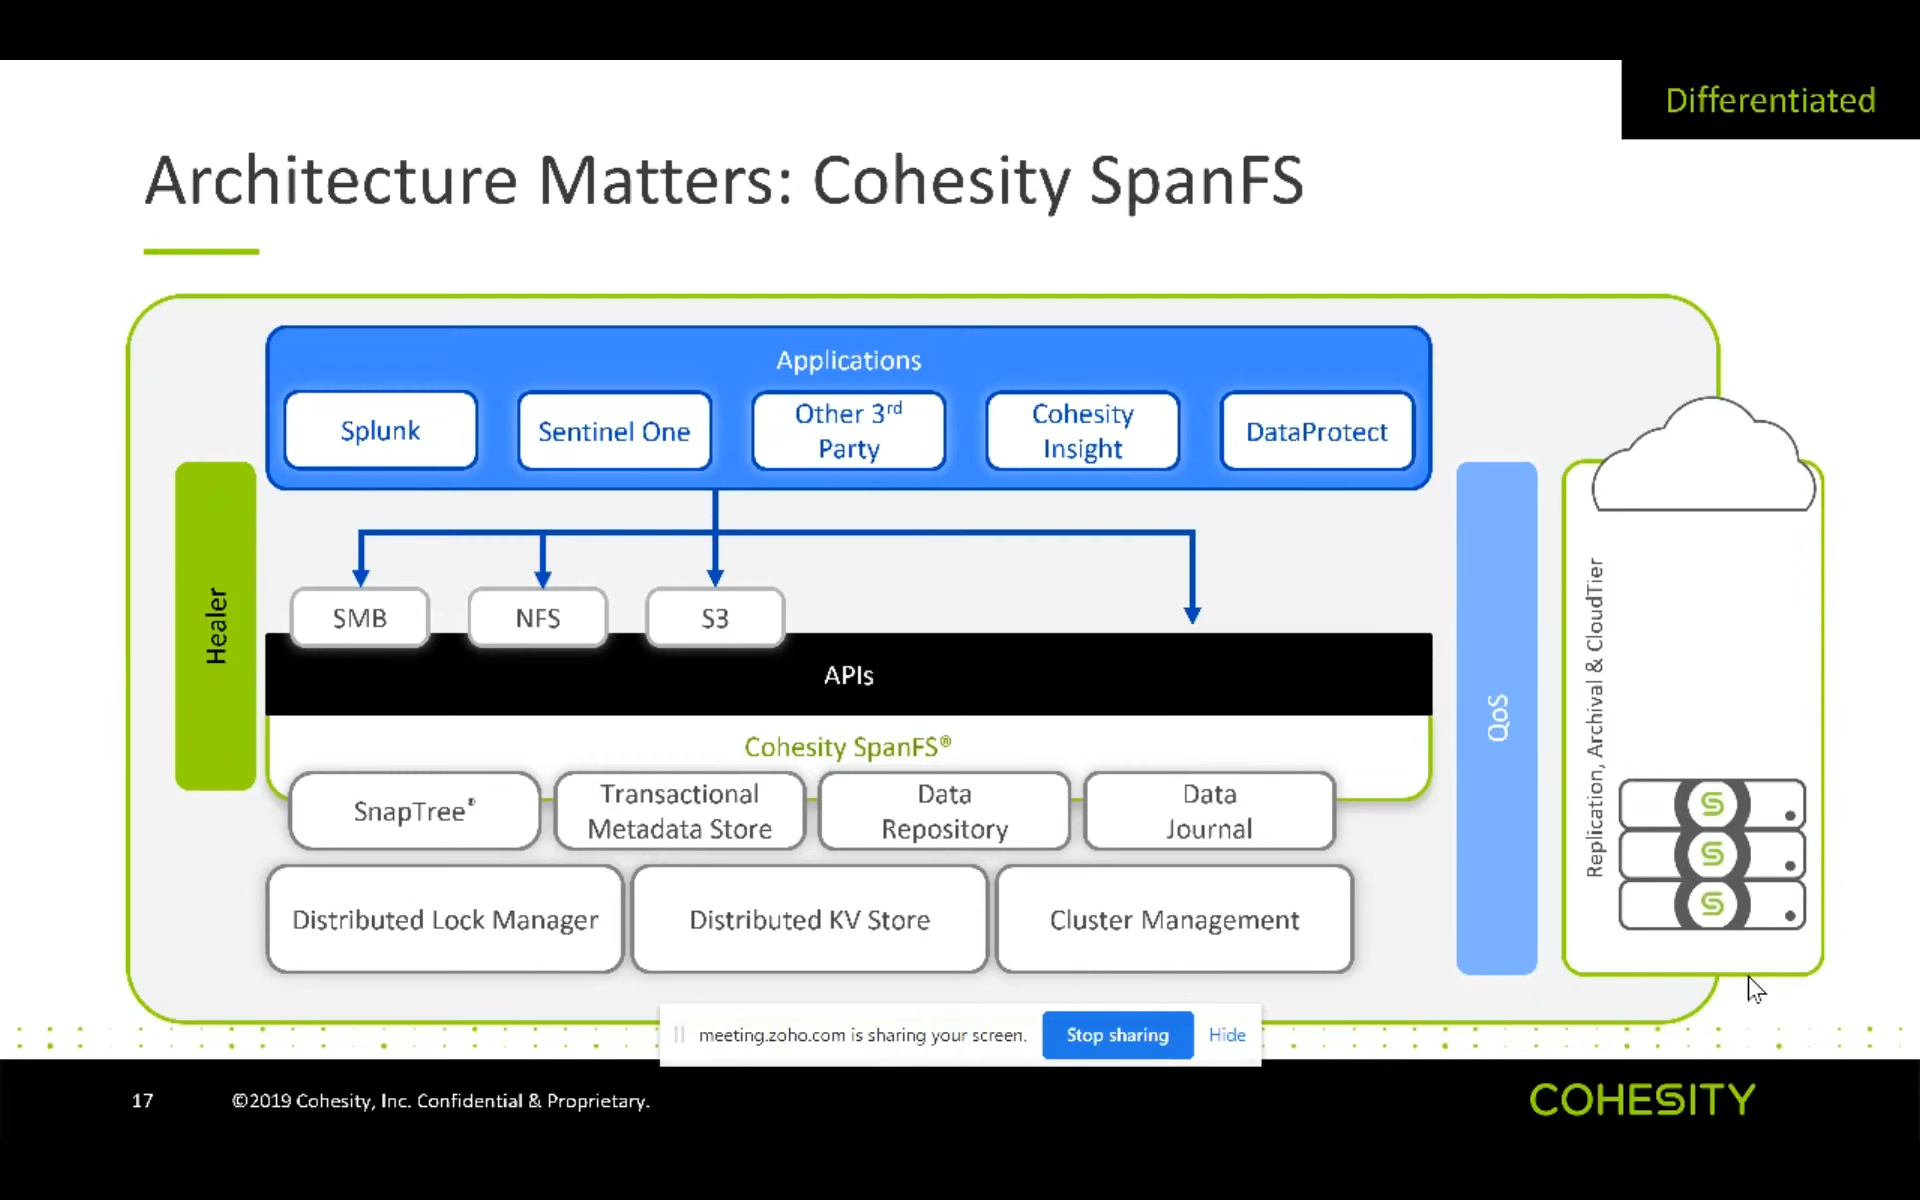 Differentiated
Architecture Matters: Cohesity SpanFS
Applications
Splunk
Sentinel One
Other 3rd
Party
Cohesity
Insight
DataProtect
Healer
SMB
NFS
S3
APIs
Cohesity SpanFS®
SnapTree®
Transactional
Metadata Store
Data
Repository
Data
Journal
Distributed Lock Manager
Distributed KV Store
Cluster Management
QoS
Replication, Archival & CloudTier
meeting.zoho.com is sharing your screen.
Stop sharing
Hide
17
©2019 Cohesity, Inc. Confidential & Proprietary.
COHESITY